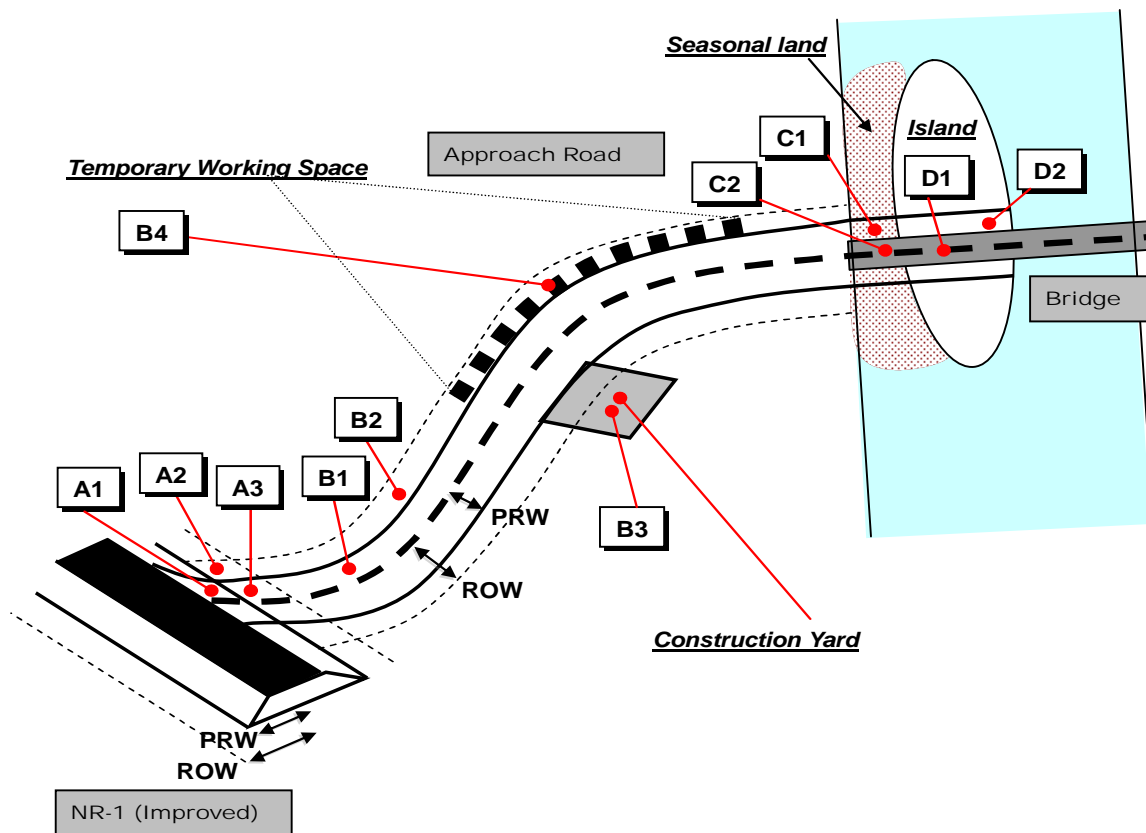 Seasonal land
Island
C1
Approach Road
Temporary Working Space
C2
D1
D2
B4
Bridge
B2
A1
A2
A3
B1
PRW
B3
ROW
Construction Yard
PRW
ROW
NR-1 (Improved)